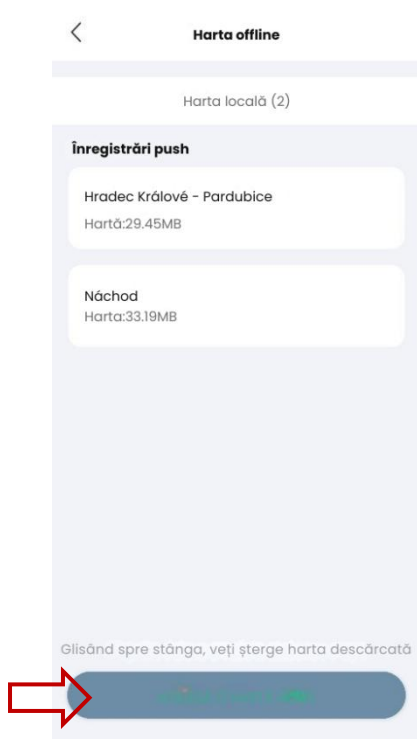 Harta offline
Harta locală (2)
Înregistrări push
Hradec Králové - Pardubice
Hartă:29.45MB
Náchod
Harta:33.19MB
Glisând spre stânga, veți șterge harta descărcată